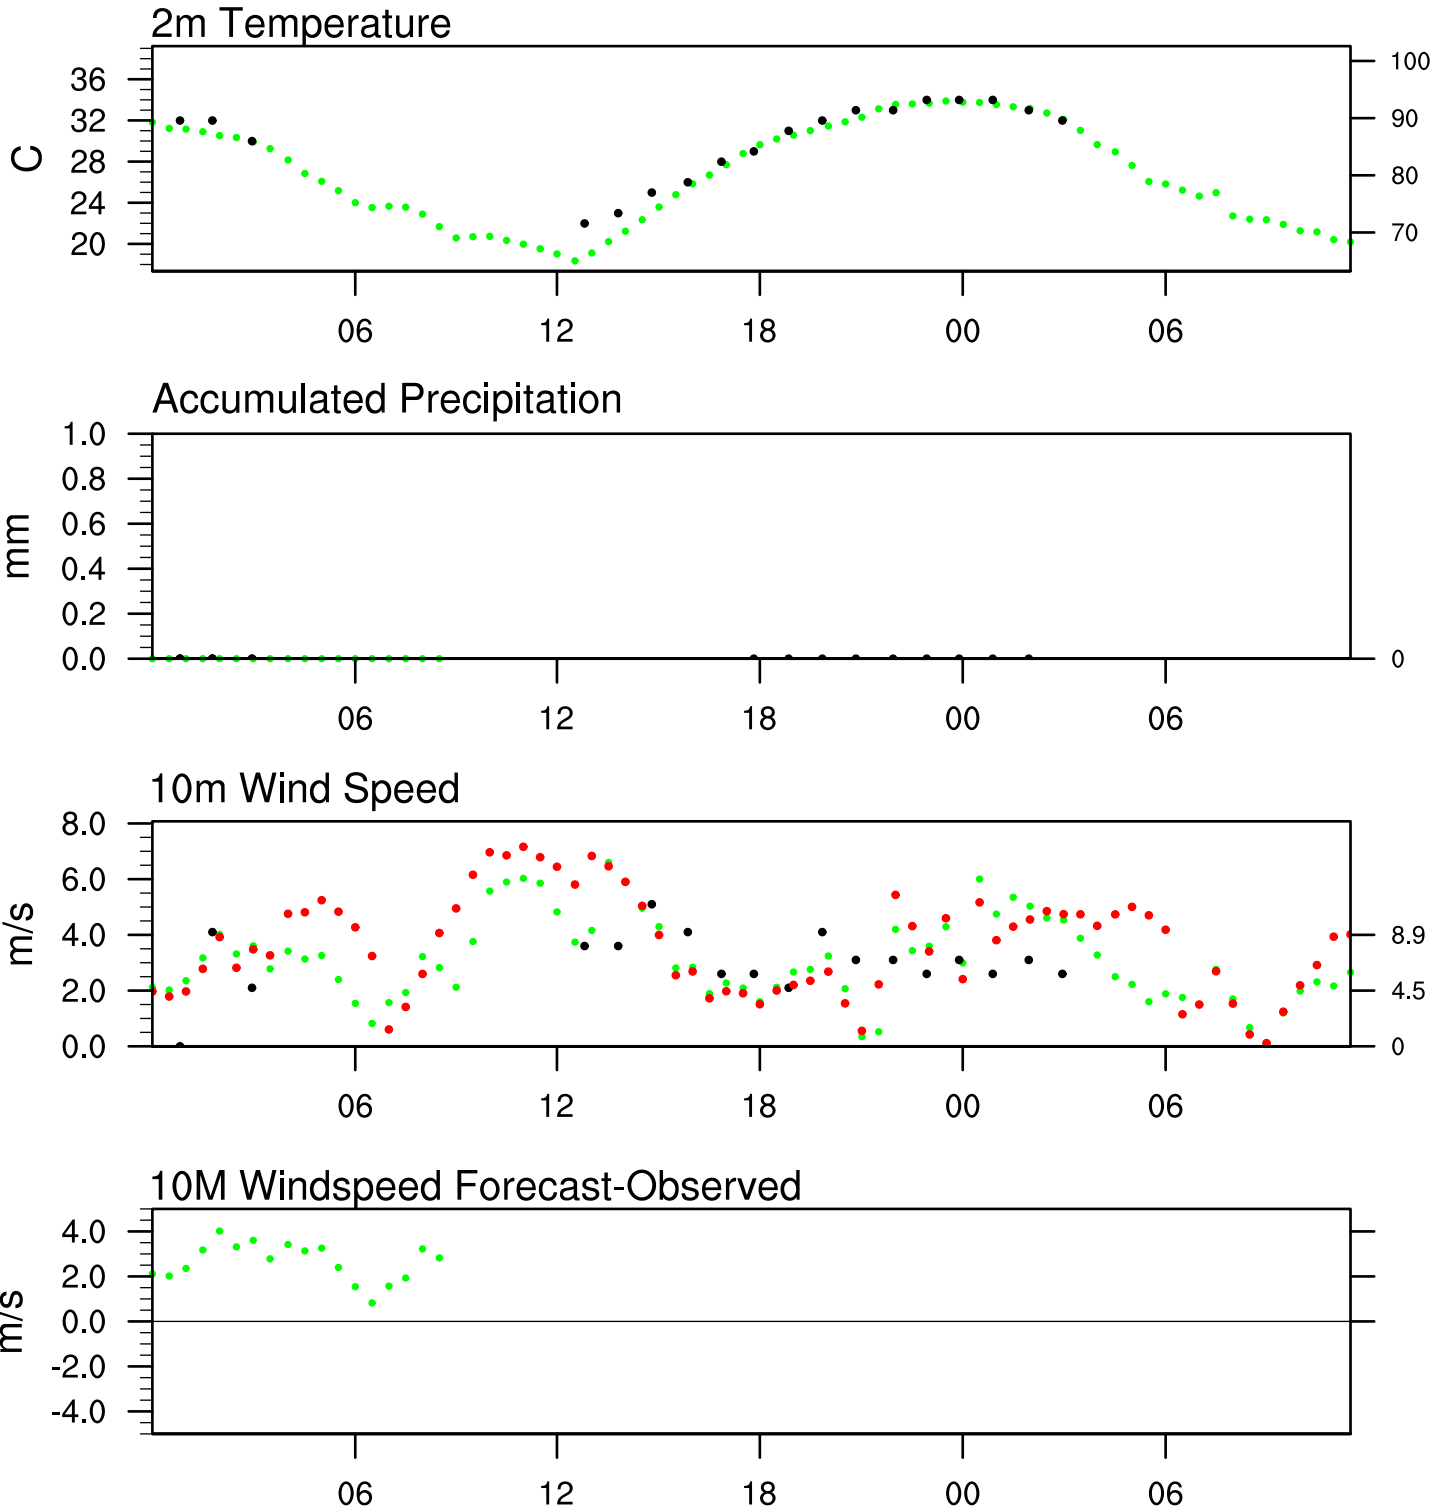 2m Temperature
36
32
28
24
20
C
100
90
80
70
06 12 18 00 06
Accumulated Precipitation
1.0
0.8
0.6
0.4
0.2
0.0
mm
0
06 12 18 00 06
10m Wind Speed
8.0
6.0
4.0
2.0
0.0
m/s
8.9
4.5
0
06 12 18 00 06
10M Windspeed Forecast-Observed
4.0
2.0
0.0
-2.0
-4.0
m/s
06 12 18 00 06